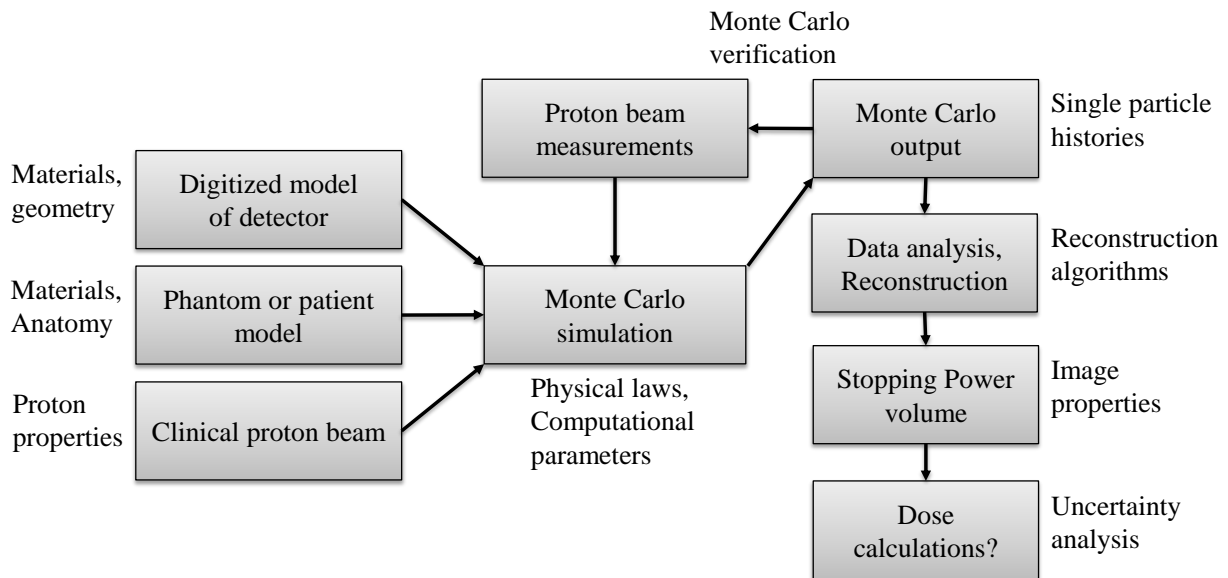 Monte Carlo
verification
Proton beam
measurements
Monte Carlo
output
Single particle
histories
Materials,
geometry
Digitized model
of detector
Data analysis,
Reconstruction
Reconstruction
algorithms
Materials,
Anatomy
Phantom or patient
model
Monte Carlo
simulation
Physical laws,
Computational
parameters
Stopping Power
volume
Image
properties
Proton
properties
Clinical proton beam
Dose
calculations?
Uncertainty
analysis